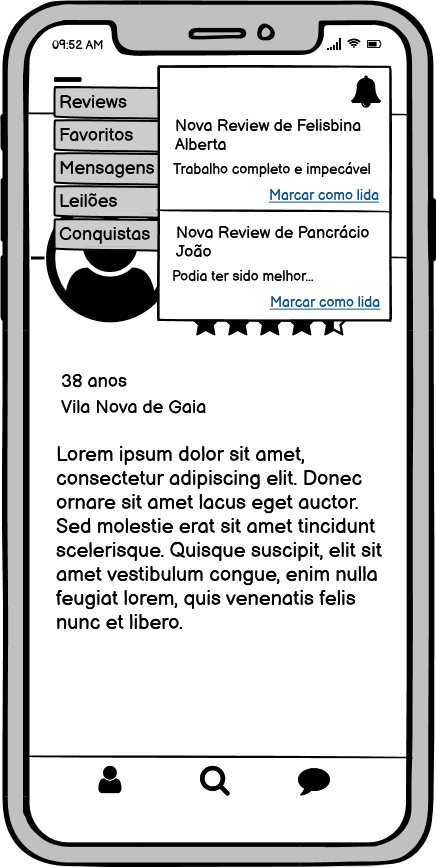 09:52 AM
Reviews
Favoritos
Mensagens
Leilões
Conquistas
Nova Review de Felisbina
Alberta
Trabalho completo e impecável
Marcar como lida
Nova Review de Pancrácio
João
Podia ter sido melhor...
Marcar como lida
38 anos
Vila Nova de Gaia
Lorem ipsum dolor sit amet,
consectetur adipiscing elit. Donec
ornare sit amet lacus eget auctor.
Sed molestie erat sit amet tincidunt
scelerisque. Quisque suscipit, elit sit
amet vestibulum congue, enim nulla
feugiat lorem, quis venenatis felis
nunc et libero.